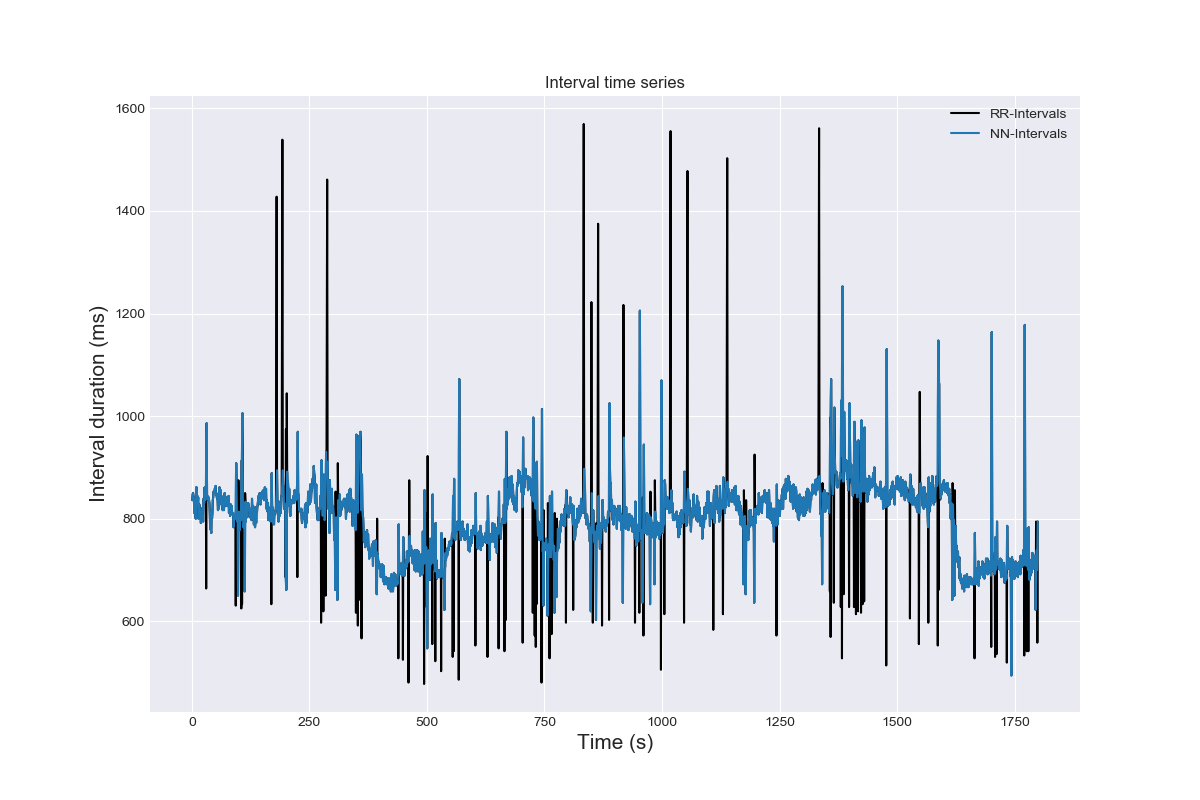 Interval time series
RR-Intervals
NN-Intervals
Interval duration (ms)
1600
1400
1200
1000
800
600
0
250
500
750
1000
1250
1500
1750
Time (s)